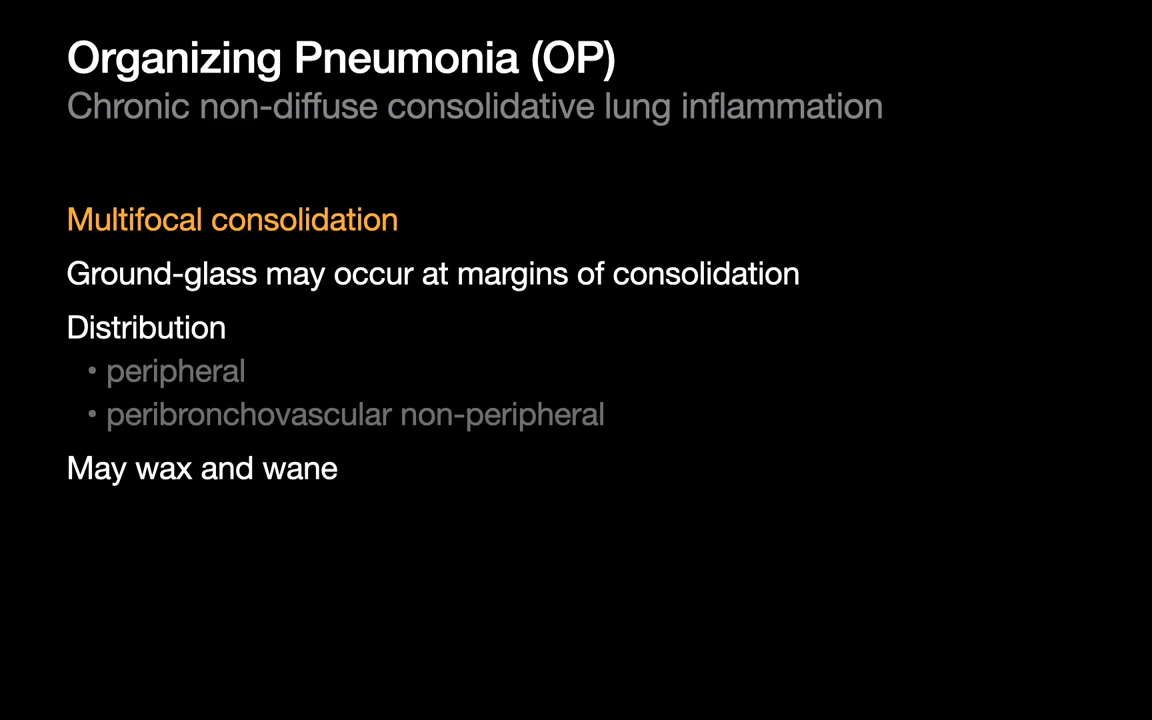 Organizing Pneumonia (OP)
Chronic non-diffuse consolidative lung inflammation
Multifocal consolidation
Ground-glass may occur at margins of consolidation
Distribution
• peripheral
• peribronchovascular non-peripheral
May wax and wane